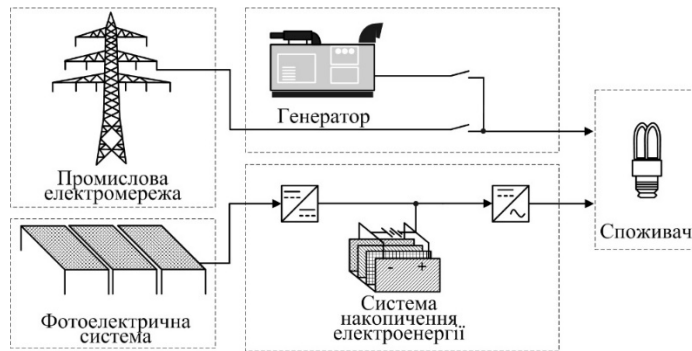 Генератор
Промислова
електромережа
Споживач
- +
Система
накопичення
електроенергії
Фотоелектрична
система